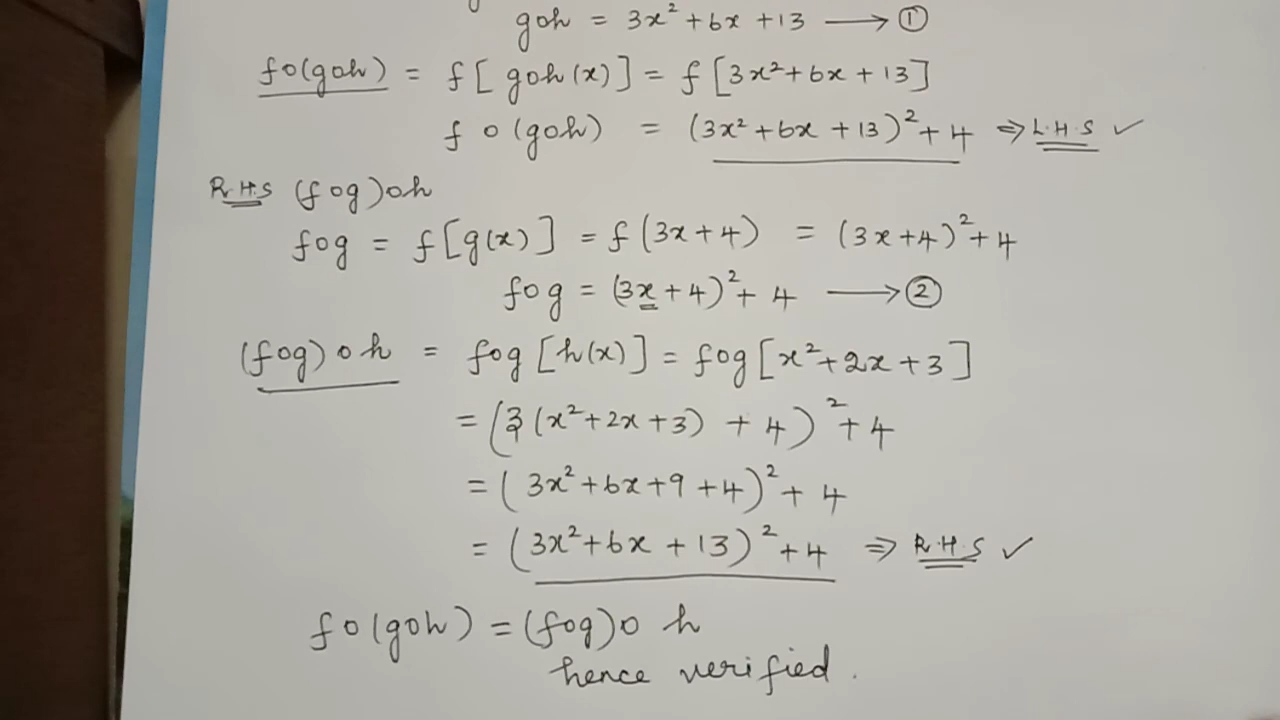 goh = 3x² + 6x + 13 ⟶ ①
fo(goh) = f[goh(x)] = f[3x² + 6x + 13]
f o (goh) = (3x² + 6x + 13)² + 4 ⇒ L.H.S ✓
R.H.S (fog)oh
fog = f[g(x)] = f(3x+4) = (3x+4)² + 4
fog = (3x + 4)² + 4 ⟶ ②
(fog) o h = fog[h(x)] = fog[x² + 2x + 3]
= (3(x² + 2x + 3) + 4)² + 4
= (3x² + 6x + 9 + 4)² + 4
= (3x² + 6x + 13)² + 4 ⇒ R.H.S ✓
fo(goh) = (fog)o h
hence verified.